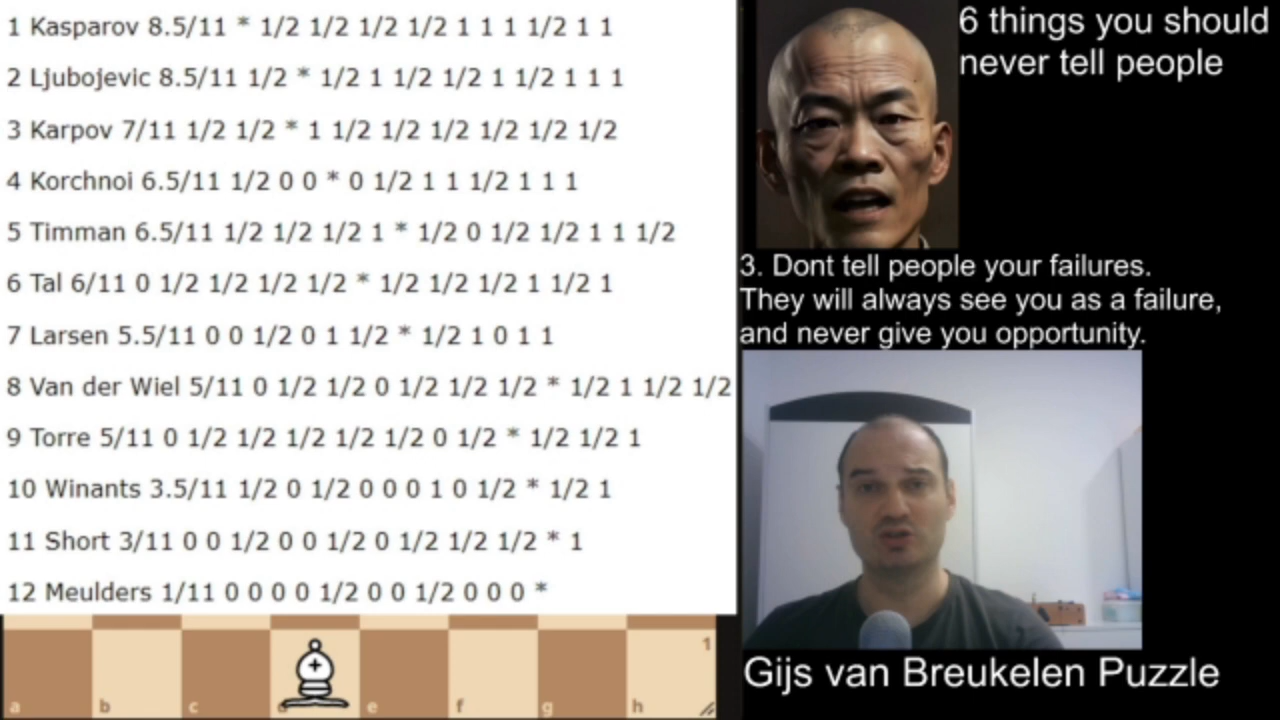 1 Kasparov 8.5/11 * 1/2 1/2 1/2 1/2 1 1 1 1/2 1 1
2 Ljubojevic 8.5/11 1/2 * 1/2 1 1/2 1/2 1 1/2 1 1 1
3 Karpov 7/11 1/2 1/2 * 1 1/2 1/2 1/2 1/2 1/2 1/2
4 Korchnoi 6.5/11 1/2 0 0 * 0 1/2 1 1 1/2 1 1 1
5 Timman 6.5/11 1/2 1/2 1/2 1 * 1/2 0 1/2 1/2 1 1 1/2
6 Tal 6/11 0 1/2 1/2 1/2 1/2 * 1/2 1/2 1/2 1 1/2 1
7 Larsen 5.5/11 0 0 1/2 0 1 1/2 * 1/2 1 0 1 1
8 Van der Wiel 5/11 0 1/2 1/2 0 1/2 1/2 1/2 * 1/2 1 1/2 1/2
9 Torre 5/11 0 1/2 1/2 1/2 1/2 1/2 0 1/2 * 1/2 1/2 1
10 Winants 3.5/11 1/2 0 1/2 0 0 0 1 0 1/2 * 1/2 1
11 Short 3/11 0 0 1/2 0 0 1/2 0 1/2 1/2 1/2 * 1
12 Meulders 1/11 0 0 0 0 1/2 0 0 1/2 0 0 0 *
1
a b c d e f g h
6 things you should
never tell people
3. Dont tell people your failures.
They will always see you as a failure,
and never give you opportunity.
Gijs van Breukelen Puzzle